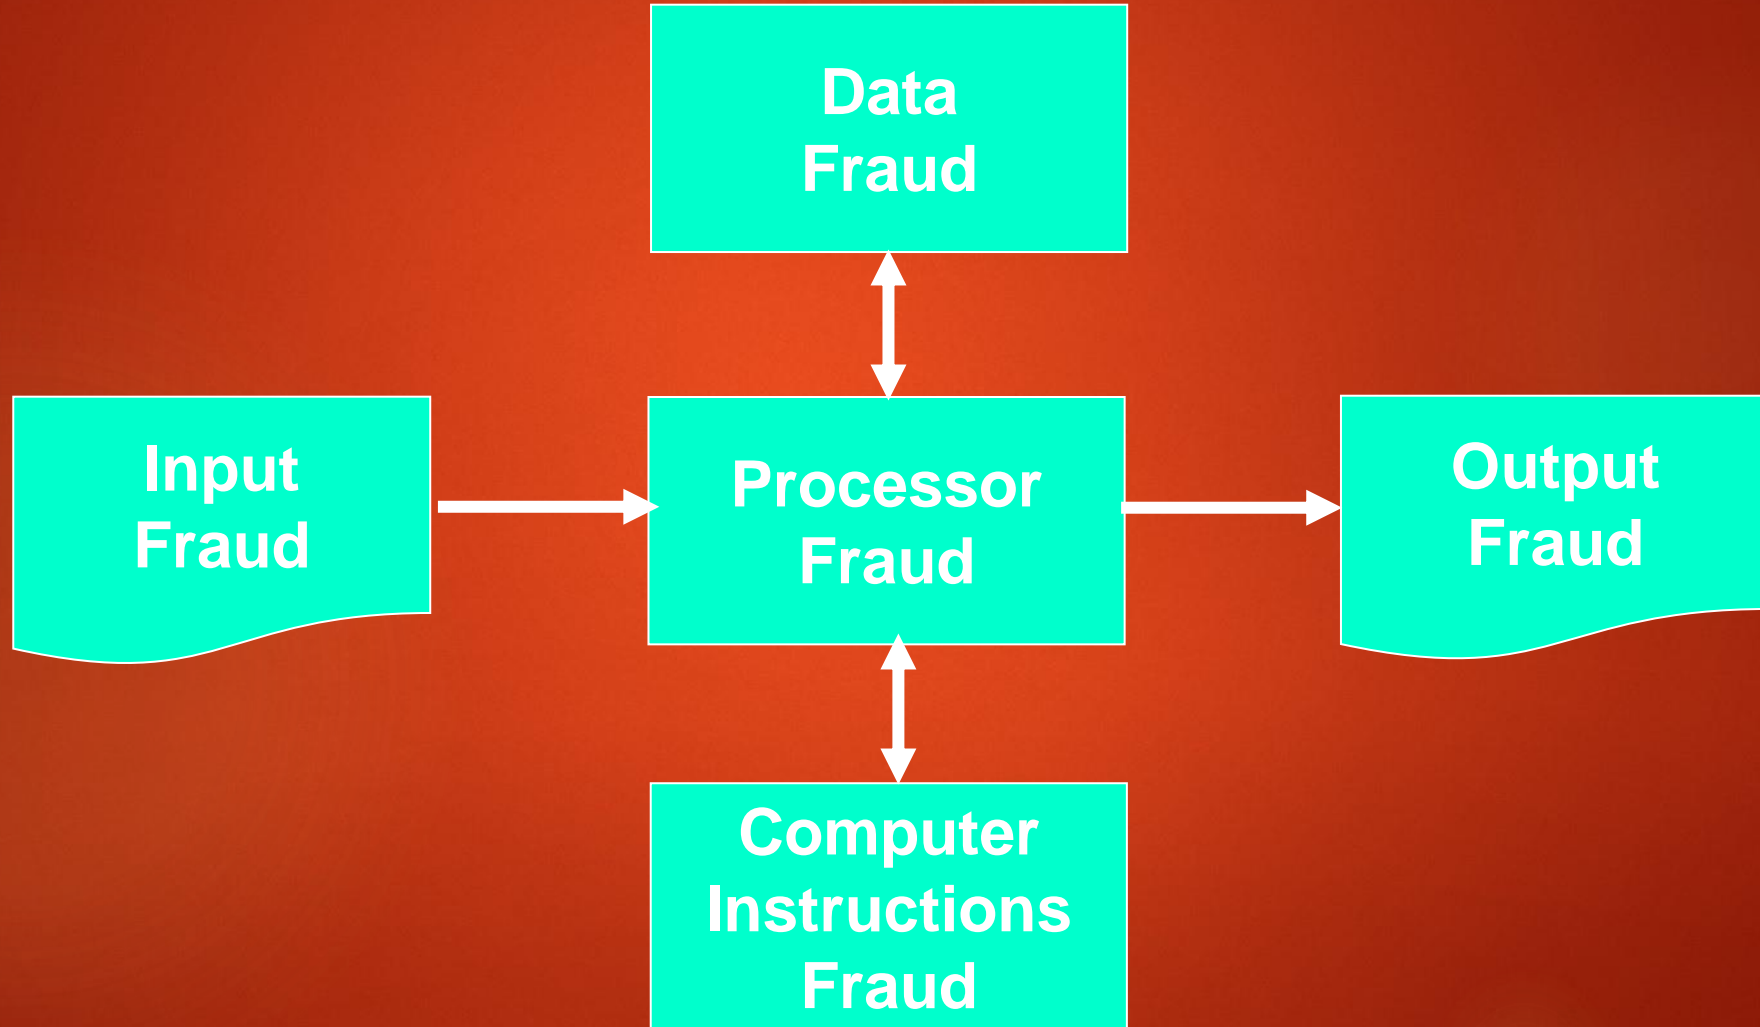 Data
Fraud
Input
Fraud
Processor
Fraud
Output
Fraud
Computer
Instructions
Fraud